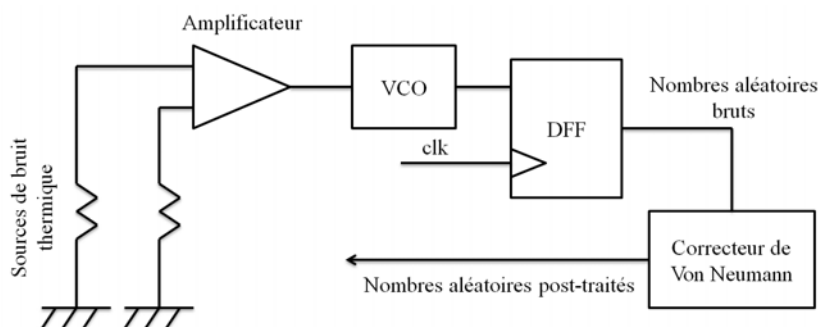 Amplificateur
VCO
DFF
clk
Nombres aléatoires
bruts
Sources de bruit
thermique
Correcteur de
Von Neumann
Nombres aléatoires post-traités